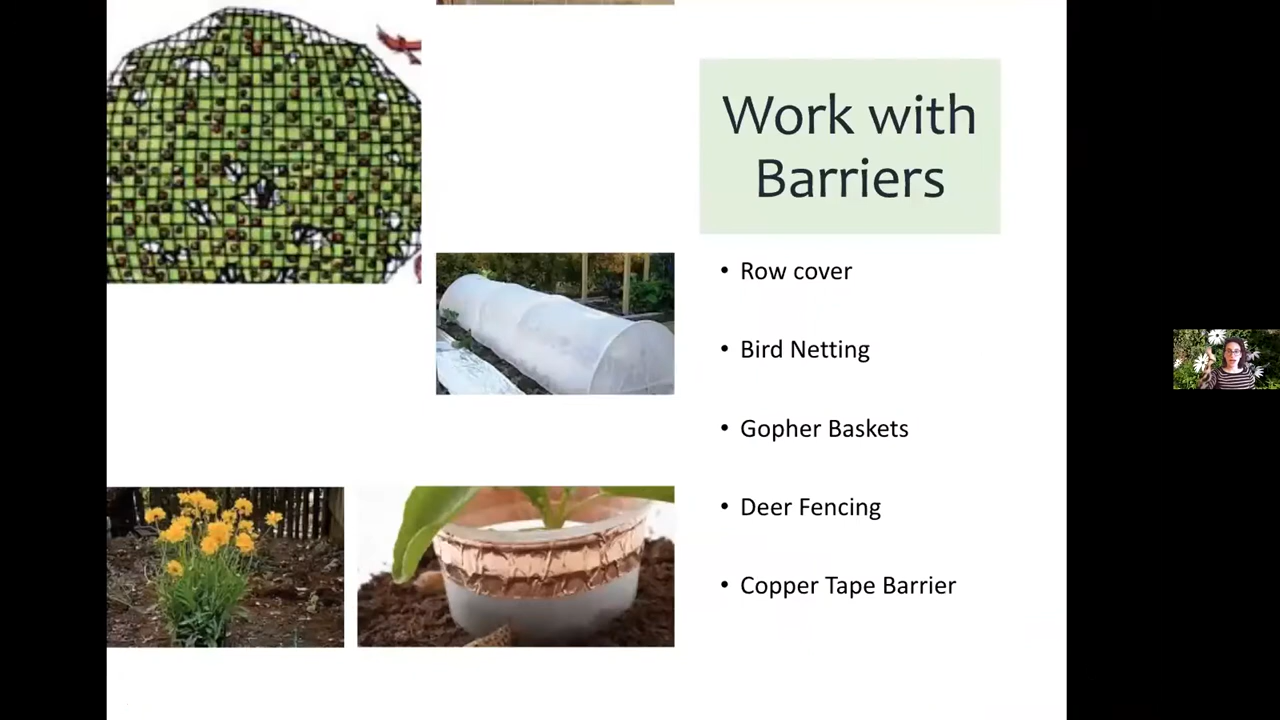 Work with
Barriers
• Row cover
• Bird Netting
• Gopher Baskets
• Deer Fencing
• Copper Tape Barrier